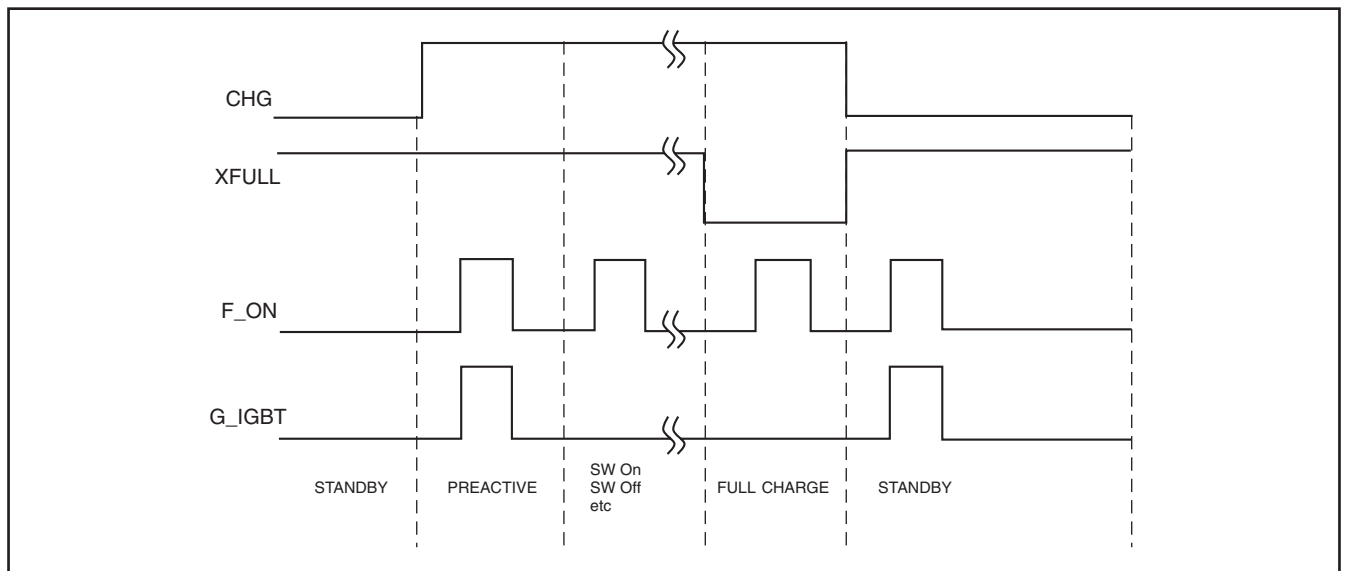 CHG
XFULL
F_ON
G_IGBT
STANDBY
PREACTIVE
SW On
SW Off
etc
FULL CHARGE
STANDBY